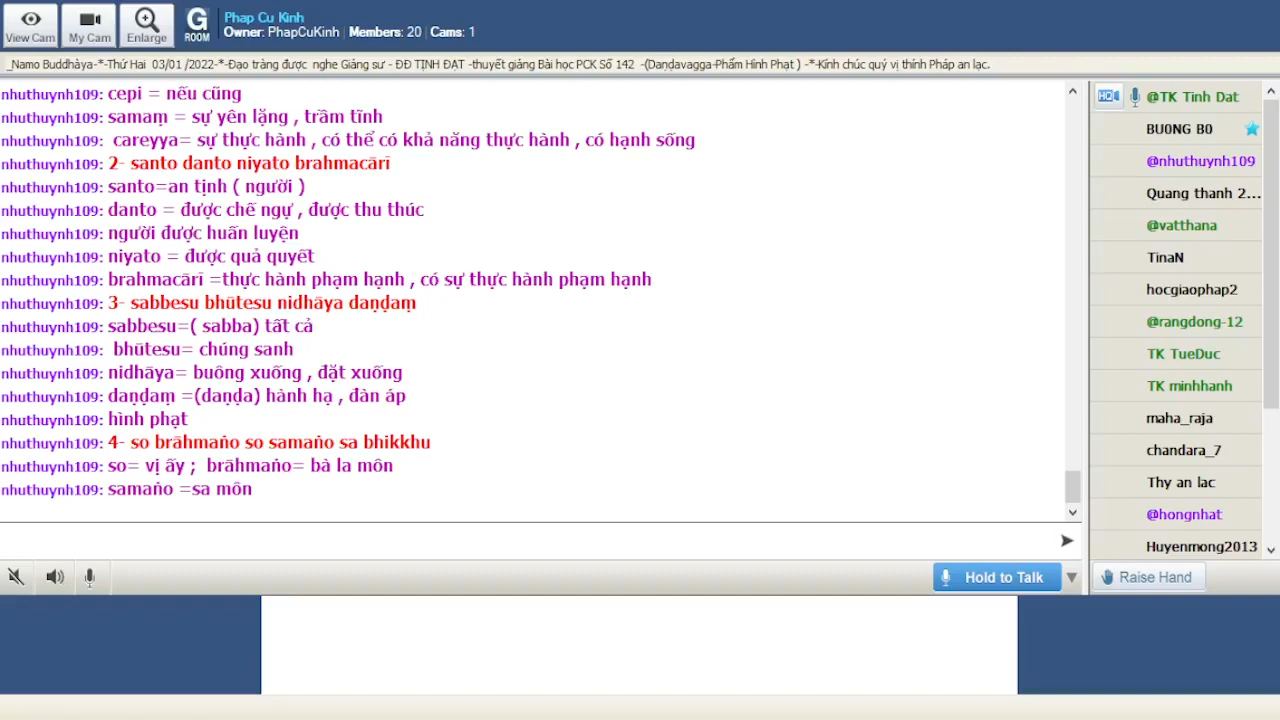 View Cam
My Cam
Enlarge
G
ROOM
Phap Cu Kinh
Owner: PhapCuKinh | Members: 20 | Cams: 1
_Namo Buddhàya-*-Thứ Hai 03/01 /2022-*-Đạo tràng được nghe Giảng sư - ĐĐ TỊNH ĐẠT -thuyết giảng Bài học PCK Số 142 -(Daṇḍavagga-Phẩm Hình Phạt ) -*-Kính chúc quý vị thính Pháp an lạc.
nhuthuynh109: cepi = nếu cũng
nhuthuynh109: samaṃ = sự yên lặng , trầm tĩnh
nhuthuynh109: careyya= sự thực hành , có thể có khả năng thực hành , có hạnh sống
nhuthuynh109: 2- santo danto niyato brahmacārī
nhuthuynh109: santo=an tịnh ( người )
nhuthuynh109: danto = được chế ngự , được thu thúc
nhuthuynh109: người được huấn luyện
nhuthuynh109: niyato = được quả quyết
nhuthuynh109: brahmacārī =thực hành phạm hạnh , có sự thực hành phạm hạnh
nhuthuynh109: 3- sabbesu bhūtesu nidhāya daṇḍaṃ
nhuthuynh109: sabbesu=( sabba) tất cả
nhuthuynh109: bhūtesu= chúng sanh
nhuthuynh109: nidhāya= buông xuống , đặt xuống
nhuthuynh109: daṇḍaṃ =(daṇḍa) hành hạ , đàn áp
nhuthuynh109: hình phạt
nhuthuynh109: 4- so brāhmaṅo so samaṅo sa bhikkhu
nhuthuynh109: so= vị ấy ; brāhmaṅo= bà la môn
nhuthuynh109: samaṅo =sa môn
HQ
@TK Tinh Dat
BU0NG B0
@nhuthuynh109
Quang thanh 2...
@vatthana
TinaN
hocgiaophap2
@rangdong-12
TK TueDuc
TK minhhanh
maha_raja
chandara_7
Thy an lac
@hongnhat
Huyenmong2013
Hold to Talk
Raise Hand